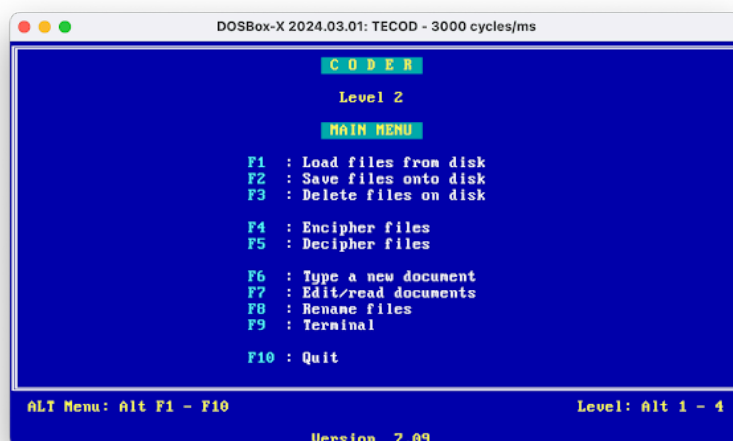 DOSBox-X 2024.03.01: TECOD - 3000 cycles/ms
C O D E R
Level 2
MAIN MENU
F1 : Load files from disk
F2 : Save files onto disk
F3 : Delete files on disk
F4 : Encipher files
F5 : Decipher files
F6 : Type a new document
F7 : Edit/read documents
F8 : Rename files
F9 : Terminal
F10 : Quit
ALT Menu: Alt F1 - F10 Level: Alt 1 - 4
Version 2.09